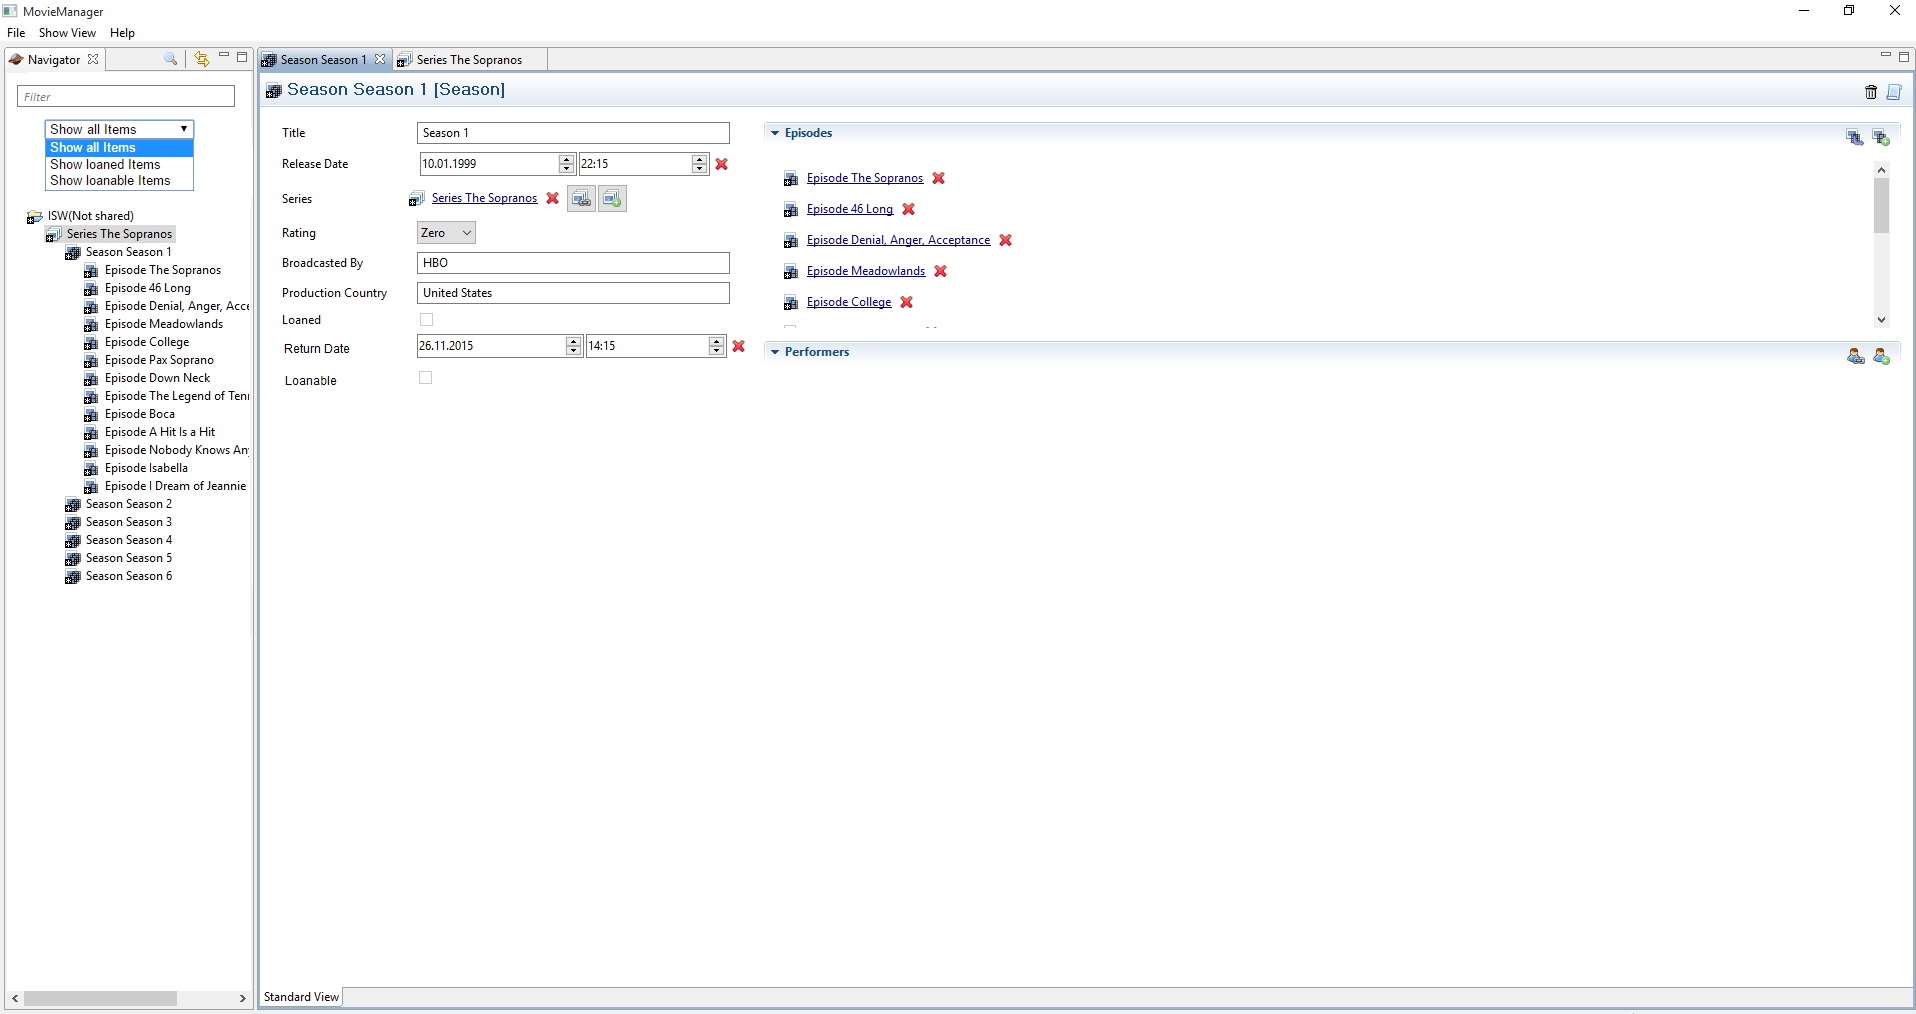 MovieManager
File Show View Help
Navigator
Filter
Show all Items
Show all Items
Show loaned Items
Show loanable Items
ISW(Not shared)
Series The Sopranos
Season Season 1
Episode The Sopranos
Episode 46 Long
Episode Denial, Anger, Acce
Episode Meadowlands
Episode College
Episode Pax Soprano
Episode Down Neck
Episode The Legend of Ten
Episode Boca
Episode A Hit Is a Hit
Episode Nobody Knows An
Episode Isabella
Episode I Dream of Jeannie
Season Season 2
Season Season 3
Season Season 4
Season Season 5
Season Season 6
Season Season 1
Series The Sopranos
Season Season 1 [Season]
Title Season 1
Release Date 10.01.1999 22:15
Series Series The Sopranos
Rating Zero
Broadcasted By HBO
Production Country United States
Loaned
Return Date 26.11.2015 14:15
Loanable
Episodes
Episode The Sopranos
Episode 46 Long
Episode Denial, Anger, Acceptance
Episode Meadowlands
Episode College
Performers
Standard View